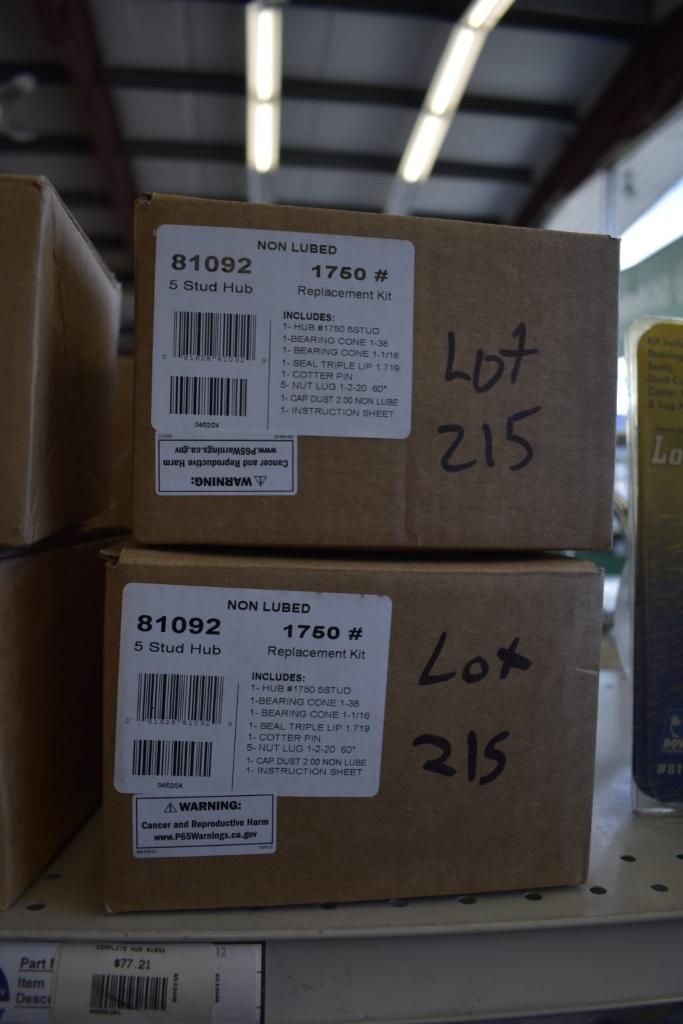 NON LUBED
81092
1750 #
5 Stud Hub
Replacement Kit
INCLUDES:
1- HUB #1750 5STUD
1-BEARING CONE 1-38
1- BEARING CONE 1-1/16
1- SEAL TRIPLE LIP 1.719
1- COTTER PIN
5- NUT LUG 1-2-20 60°
1- CAP DUST 2.00 NON LUBE
1- INSTRUCTION SHEET
04/02/24
WARNING:
Cancer and Reproductive Harm
www.P65Warnings.ca.gov
Lot
215
NON LUBED
81092
1750 #
5 Stud Hub
Replacement Kit
INCLUDES:
1- HUB #1750 5STUD
1-BEARING CONE 1-38
1- BEARING CONE 1-1/16
1- SEAL TRIPLE LIP 1.719
1- COTTER PIN
5- NUT LUG 1-2-20 60°
1- CAP DUST 2.00 NON LUBE
1- INSTRUCTION SHEET
04/02/24
WARNING:
Cancer and Reproductive Harm
www.P65Warnings.ca.gov
Lot
215
Lo
#81
Part
Item
Desc
$77.21
12